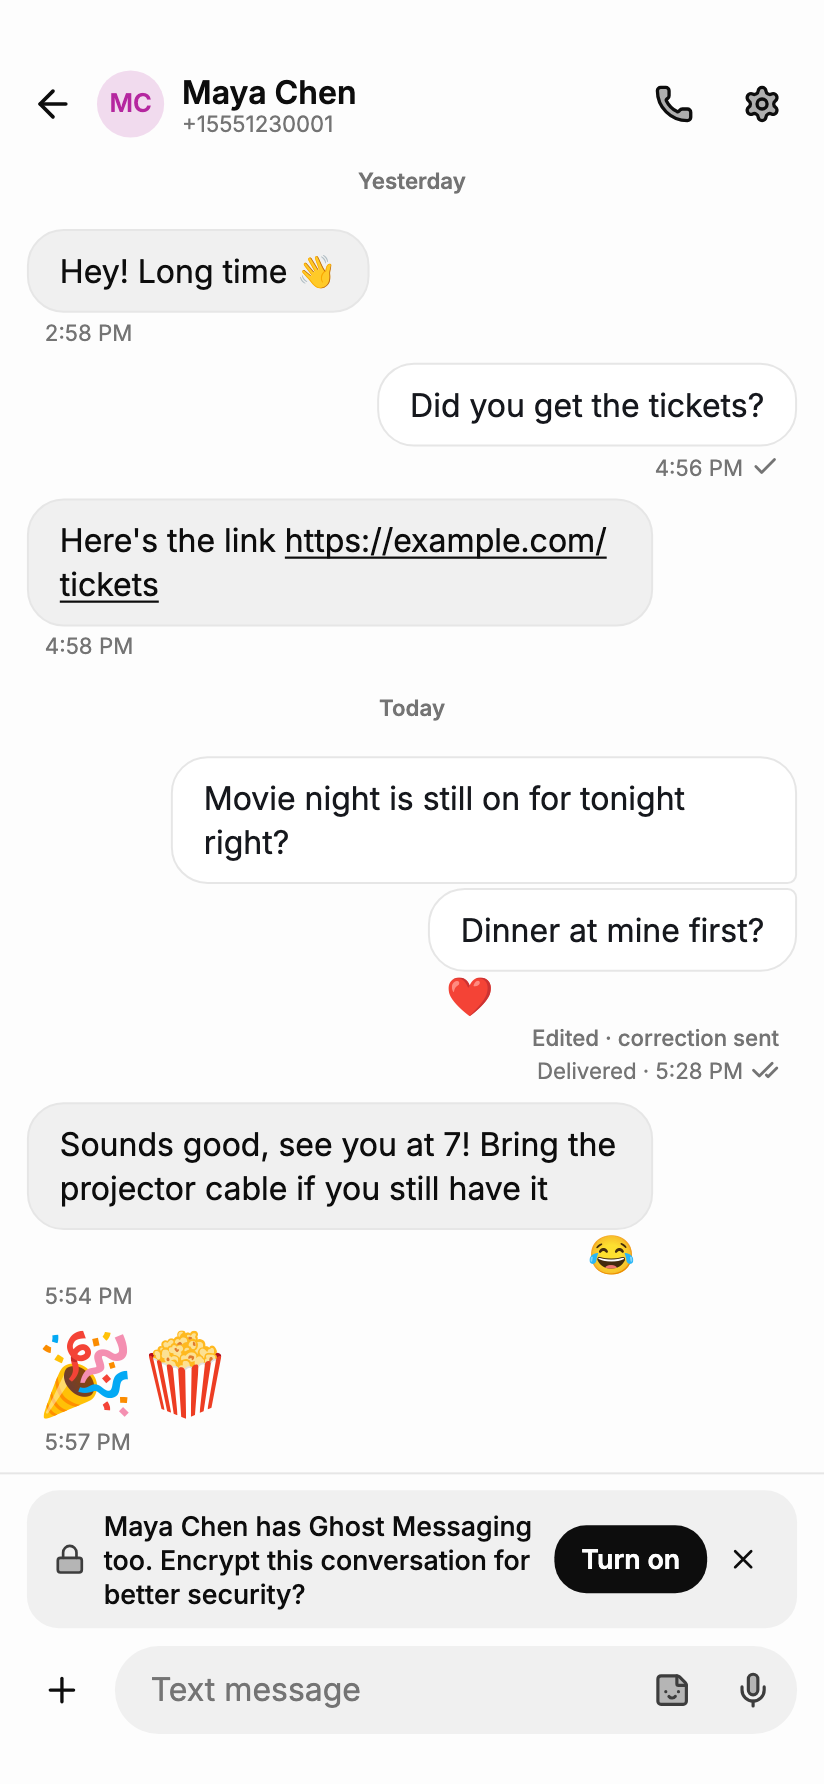 MC
Maya Chen
+15551230001
Yesterday
Hey! Long time 👋
2:58 PM
Did you get the tickets?
4:56 PM
Here's the link https://example.com/
tickets
4:58 PM
Today
Movie night is still on for tonight
right?
Dinner at mine first?
❤️
Edited · correction sent
Delivered · 5:28 PM
Sounds good, see you at 7! Bring the
projector cable if you still have it
😂
5:54 PM
🎉🍿
5:57 PM
Maya Chen has Ghost Messaging
too. Encrypt this conversation for
better security?
Turn on
Text message